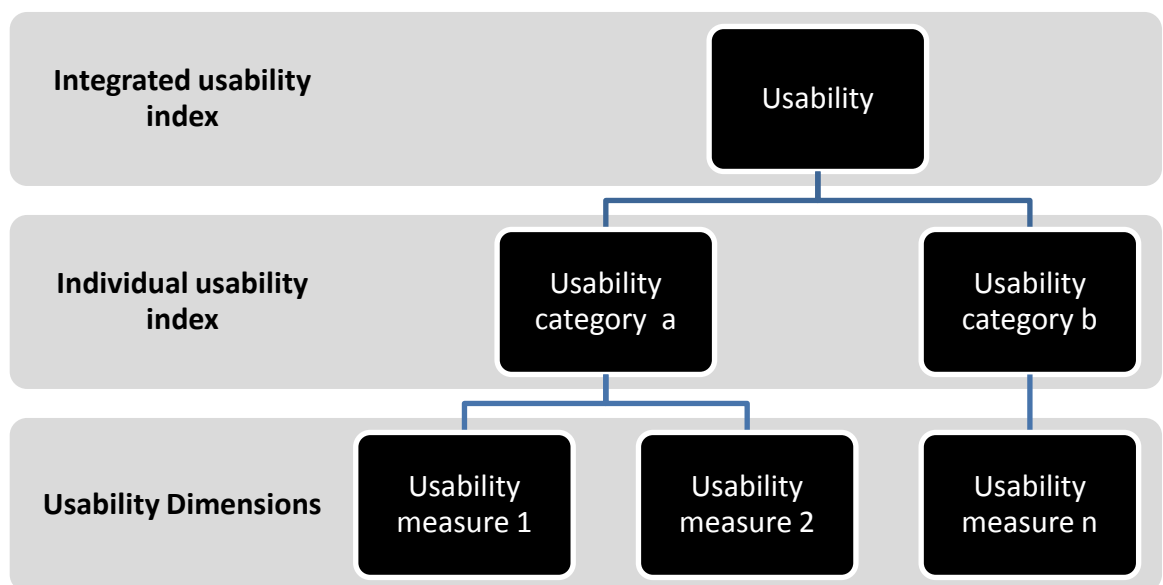 Integrated usability
index
Usability
Individual usability
index
Usability
category a
Usability
category b
Usability Dimensions
Usability
measure 1
Usability
measure 2
Usability
measure n